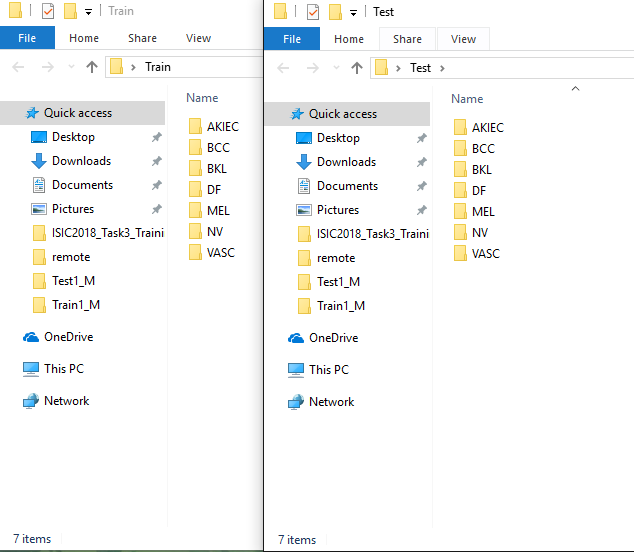 Train
File
Home
Share
View
Train
Name
Quick access
Desktop
Downloads
Documents
Pictures
ISIC2018_Task3_Traini
remote
Test1_M
Train1_M
OneDrive
This PC
Network
AKIEC
BCC
BKL
DF
MEL
NV
VASC
7 items
Test
File
Home
Share
View
Test
Name
Quick access
Desktop
Downloads
Documents
Pictures
ISIC2018_Task3_Traini
remote
Test1_M
Train1_M
OneDrive
This PC
Network
AKIEC
BCC
BKL
DF
MEL
NV
VASC
7 items